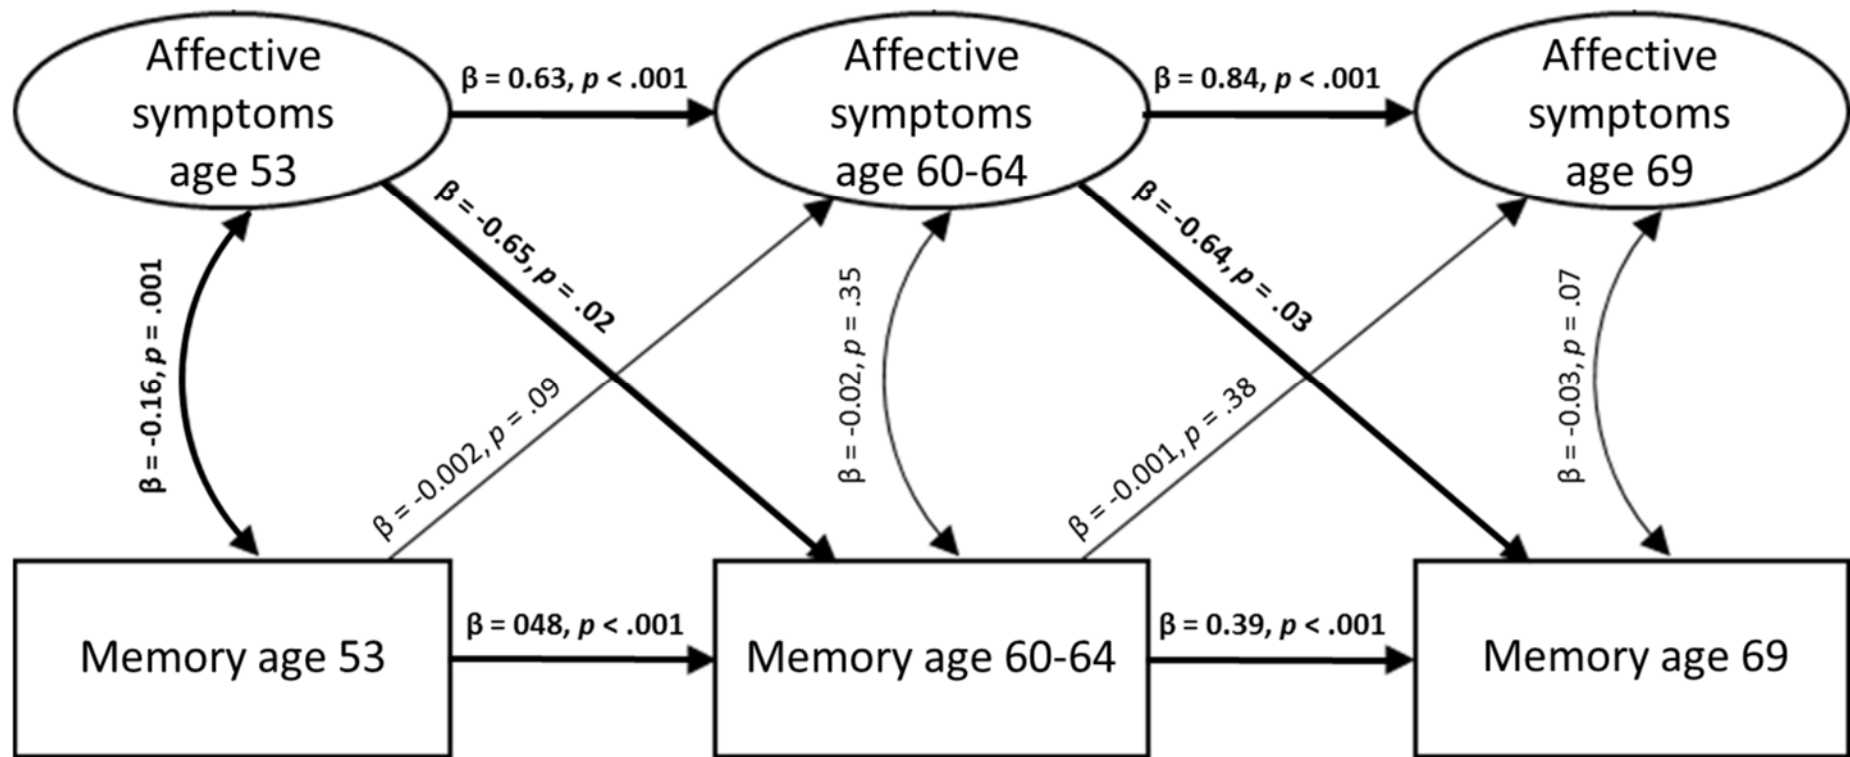 Affective
symptoms
age 53
β = 0.63, p < .001
Affective
symptoms
age 60-64
β = 0.84, p < .001
Affective
symptoms
age 69
β = -0.16, p = .001
β = -0.65, p = .02
β = -0.002, p = .09
β = -0.02, p = .35
β = -0.64, p = .03
β = -0.001, p = .38
β = -0.03, p = .07
Memory age 53
β = 048, p < .001
Memory age 60-64
β = 0.39, p < .001
Memory age 69